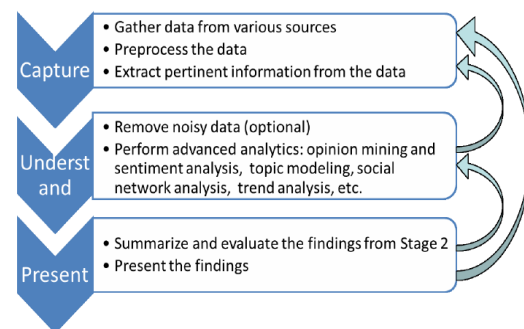 Capture
• Gather data from various sources
• Preprocess the data
• Extract pertinent information from the data
Underst
and
• Remove noisy data (optional)
• Perform advanced analytics: opinion mining and
sentiment analysis, topic modeling, social
network analysis, trend analysis, etc.
Present
• Summarize and evaluate the findings from Stage 2
• Present the findings